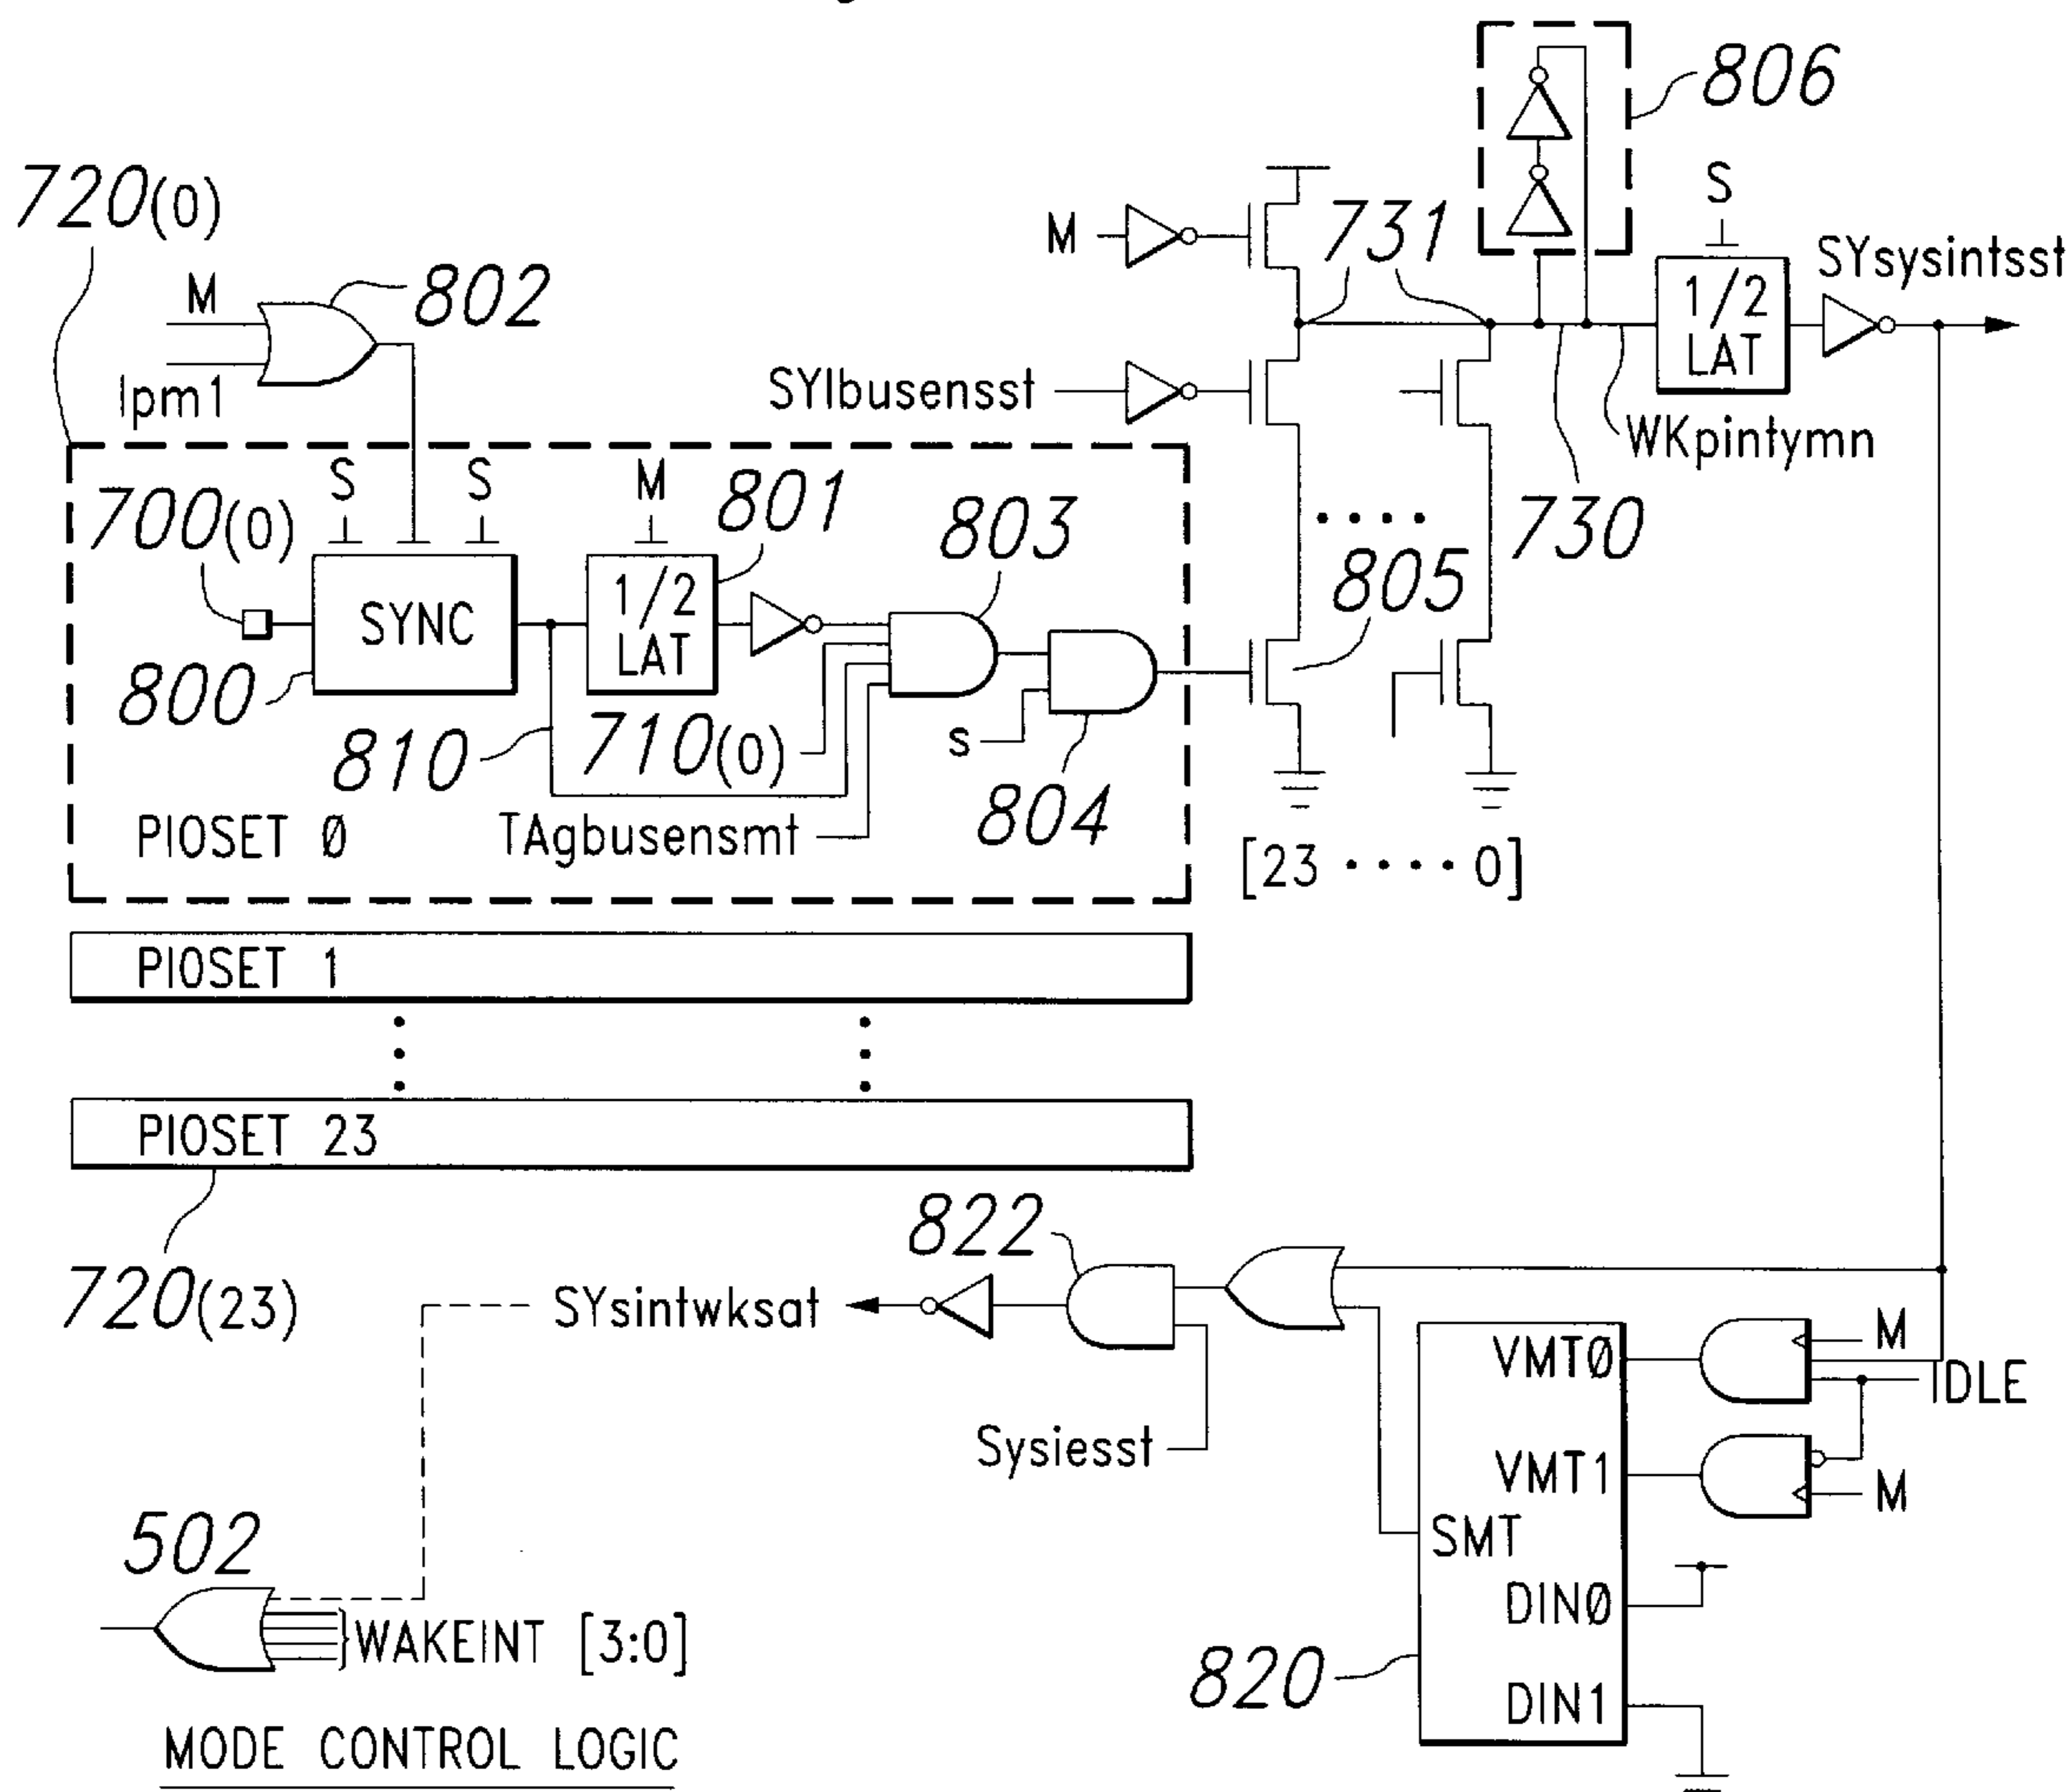 806
720(0)
M
802
lpm1
M
731
S
SYsysintsst
1/2
LAT
SYlbusensst
WKpintymn
730
S
S
M
801
700(0)
803
SYNC
1/2
LAT
805
800
810
710(0)
s
804
TAgbusensmt
PIOSET 0
[23 · · · · 0]
PIOSET 1
PIOSET 23
720(23)
822
SYsintwksat
VMT0
M
IDLE
Sysiesst
VMT1
M
SMT
502
DIN0
WAKEINT [3:0]
820
DIN1
MODE CONTROL LOGIC